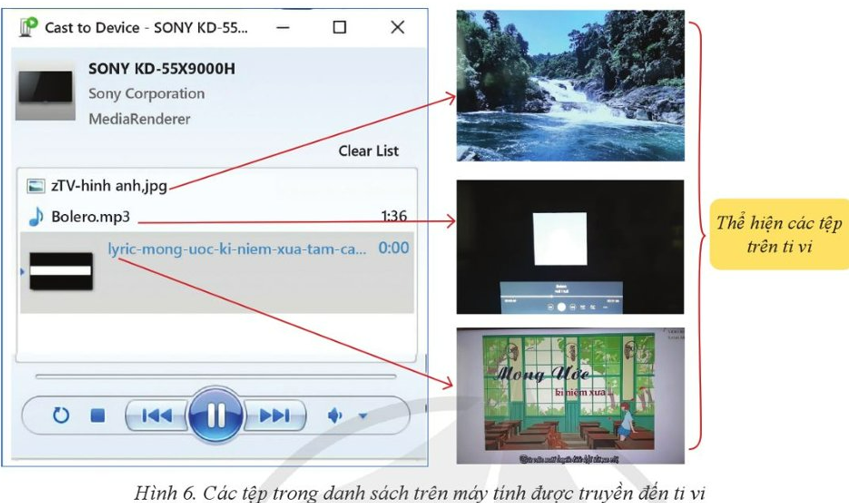 Cast to Device - SONY KD-55...
SONY KD-55X9000H
Sony Corporation
MediaRenderer
Clear List
zTV-hinh anh,jpg
Bolero.mp3 1:36
lyric-mong-uoc-ki-niem-xua-tam-ca... 0:00
Mong Ước
kỉ niệm xưa
Thể hiện các tệp
trên ti vi
Hình 6. Các tệp trong danh sách trên máy tính được truyền đến ti vi